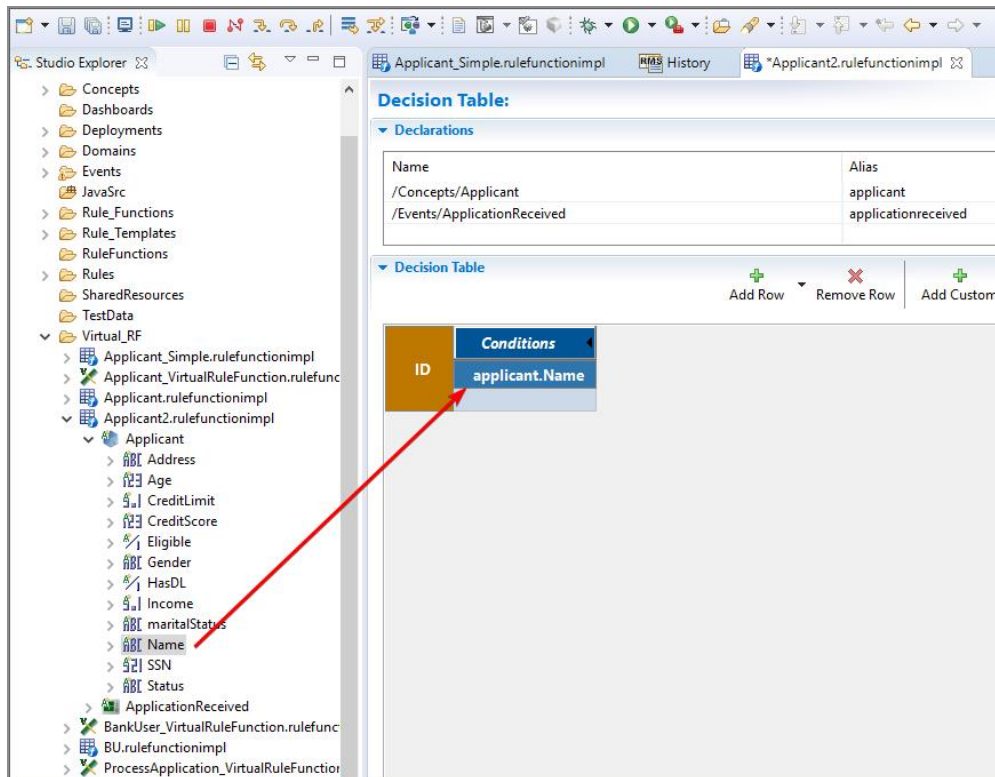 Studio Explorer
Concepts
Dashboards
Deployments
Domains
Events
JavaSrc
Rule_Functions
Rule_Templates
RuleFunctions
Rules
SharedResources
TestData
Virtual_RF
Applicant_Simple.rulefunctionimpl
Applicant_VirtualRuleFunction.rulefunc
Applicant.rulefunctionimpl
Applicant2.rulefunctionimpl
Applicant
Address
Age
CreditLimit
CreditScore
Eligible
Gender
HasDL
Income
maritalStatus
Name
SSN
Status
ApplicationReceived
BankUser_VirtualRuleFunction.rulefunc
BU.rulefunctionimpl
ProcessApplication_VirtualRuleFunction
Applicant_Simple.rulefunctionimpl RMS History *Applicant2.rulefunctionimpl
Decision Table:
Declarations
Name Alias
/Concepts/Applicant applicant
/Events/ApplicationReceived applicationreceived
Decision Table
Add Row Remove Row Add Custom
ID
Conditions
applicant.Name